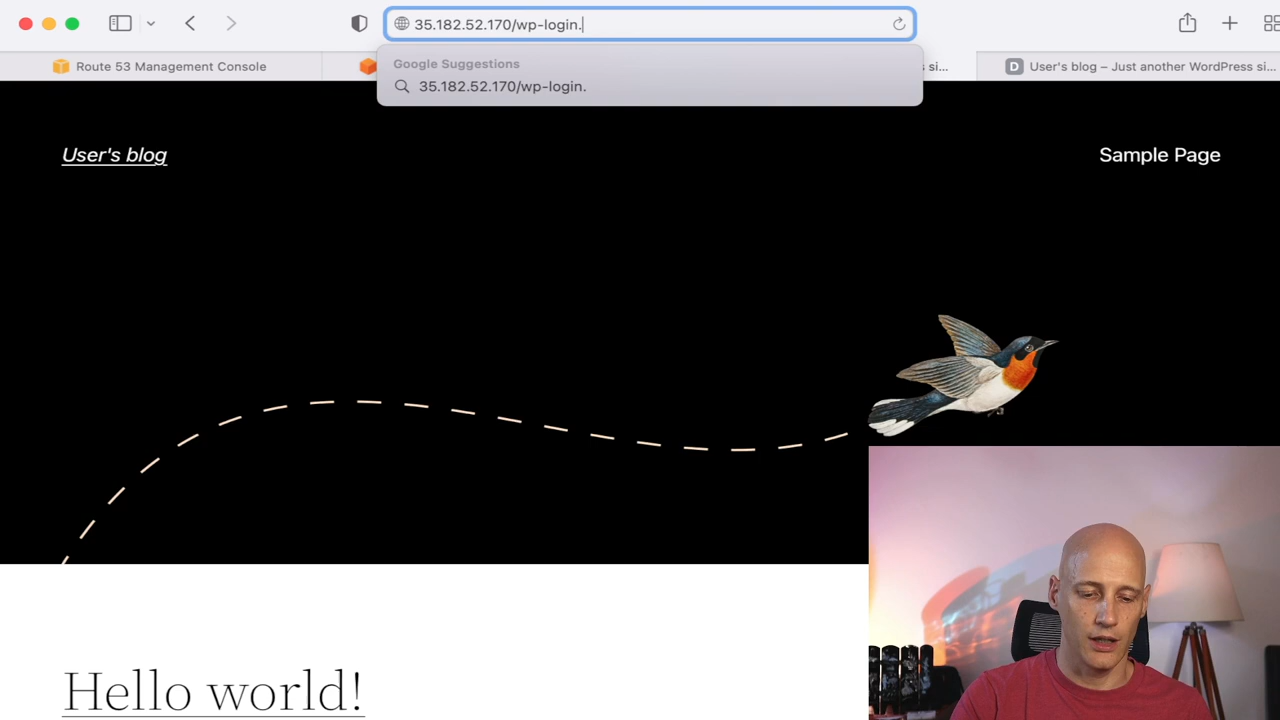 35.182.52.170/wp-login.
Google Suggestions
35.182.52.170/wp-login.
Route 53 Management Console
si...
D
User's blog – Just another WordPress si...
User's blog
Sample Page
Hello world!